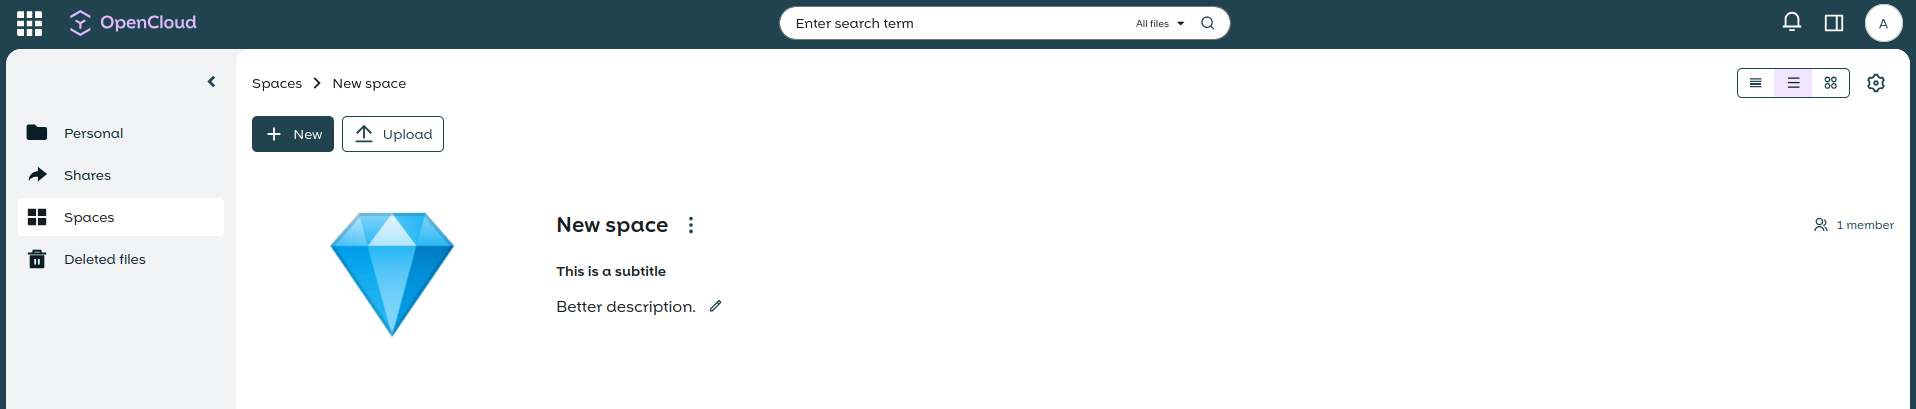 OpenCloud
Enter search term
All files
A
Spaces > New space
Personal
Shares
Spaces
Deleted files
New
Upload
New space
1 member
This is a subtitle
Better description.